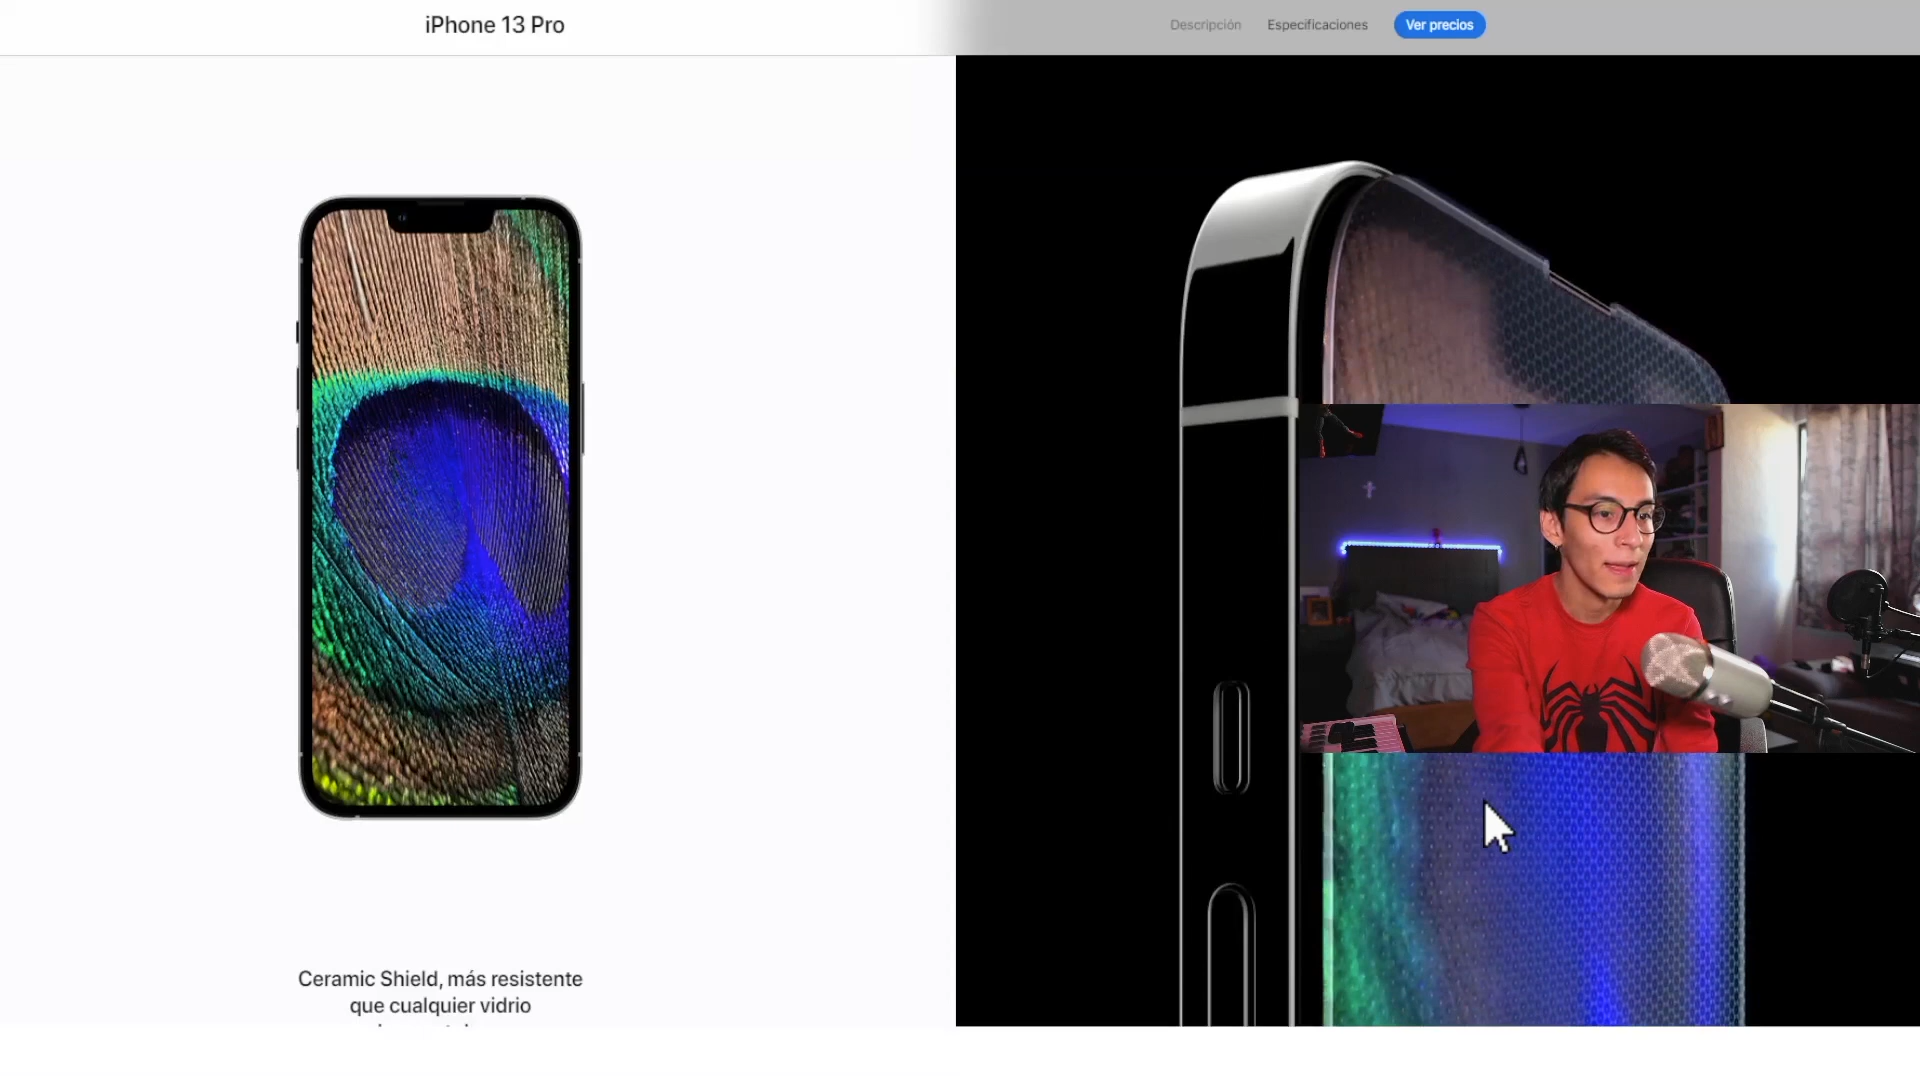 iPhone 13 Pro
Descripción
Especificaciones
Ver precios
Ceramic Shield, más resistente
que cualquier vidrio